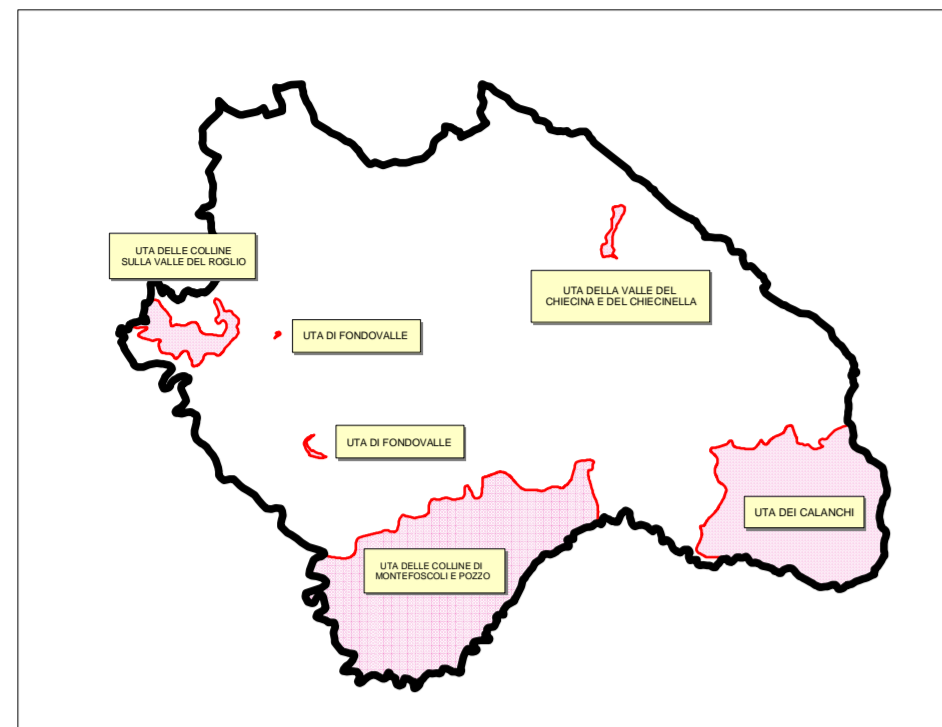 UTA DELLE COLLINE
SULLA VALLE DEL ROGLIO
UTA DELLA VALLE DEL
CHIECINA E DEL CHIECINELLA
UTA DI FONDOVALLE
UTA DI FONDOVALLE
UTA DEI CALANCHI
UTA DELLE COLLINE DI
MONTEFOSCOLI E POZZO